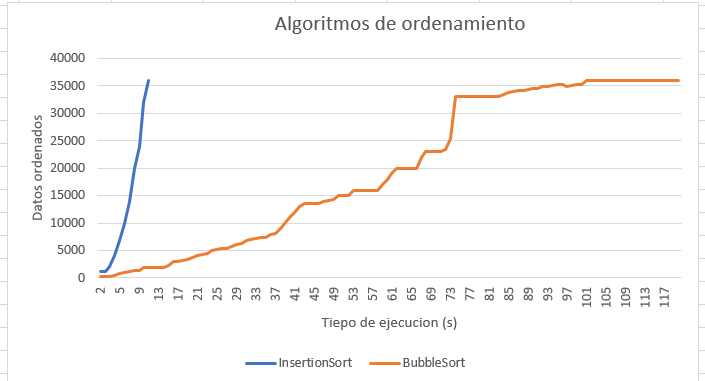 Algoritmos de ordenamiento
Datos ordenados
40000
35000
30000
25000
20000
15000
10000
5000
0
2 5 9 13 17 21 25 29 33 37 41 45 49 53 57 61 65 69 73 77 81 85 89 93 97 101 105 109 113 117
Tiepo de ejecucion (s)
InsertionSort BubbleSort